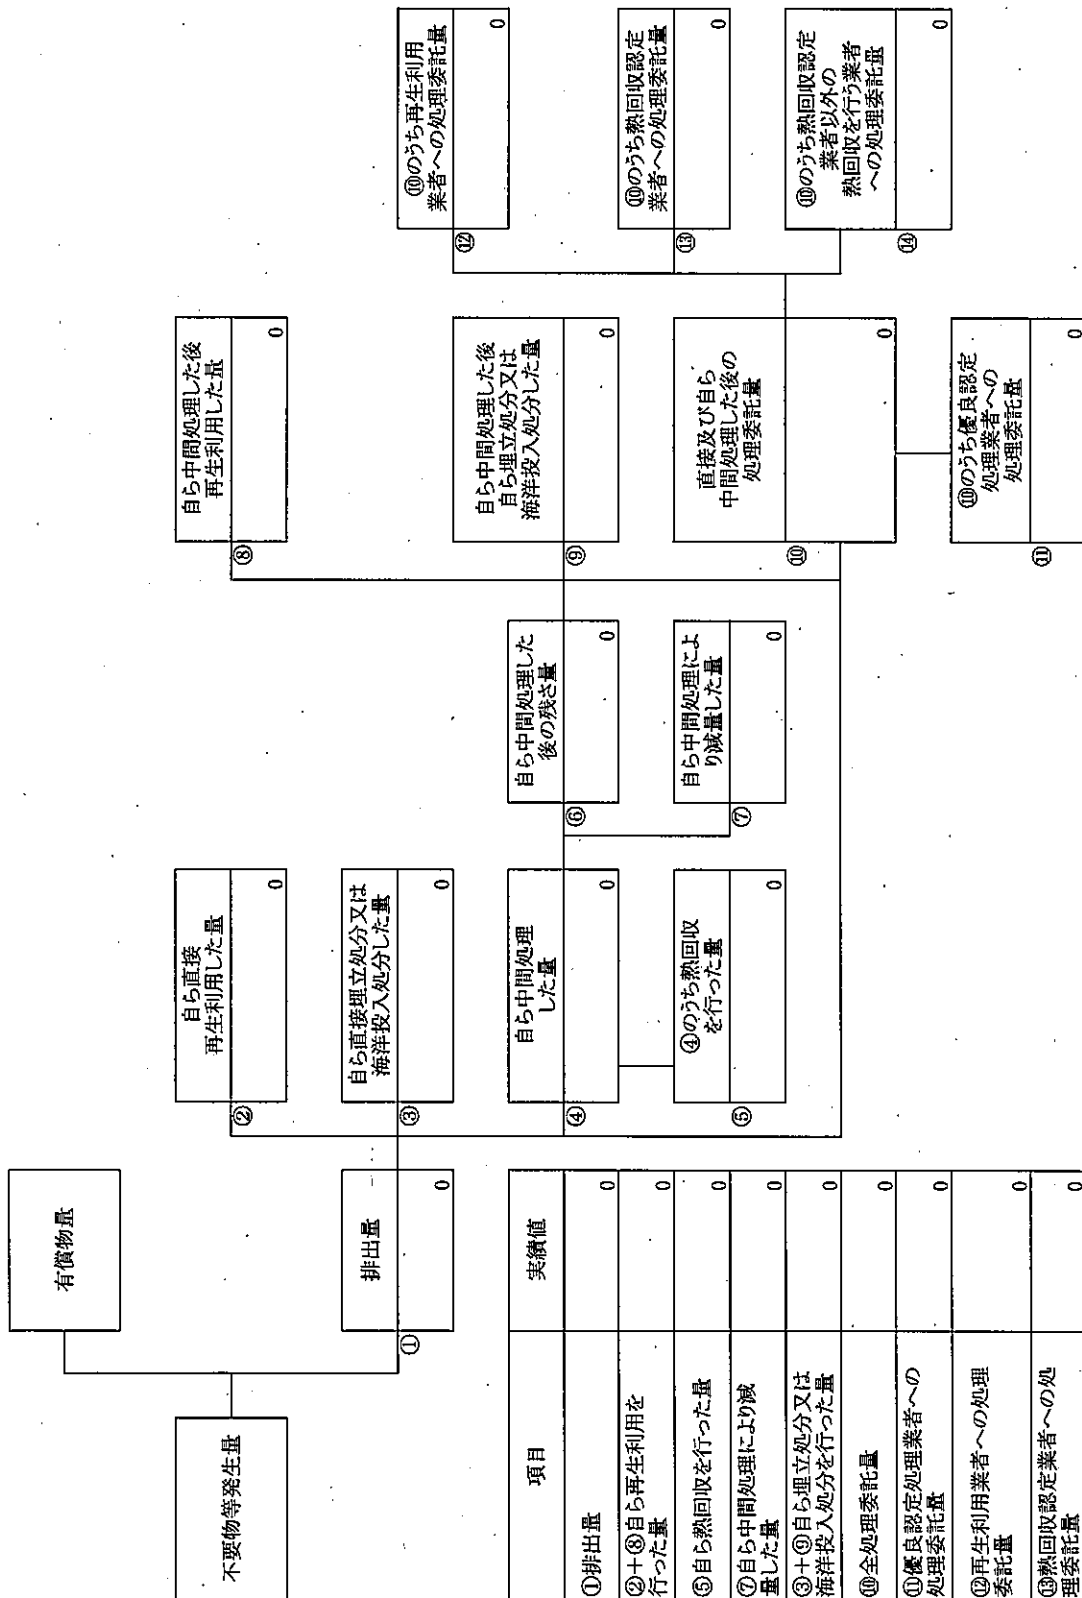 不要物等発生量
有償物量
排出量
①
0
自ら直接
再生利用した量
②
0
自ら直接埋立処分又は
海洋投入処分した量
③
0
自ら中間処理
した量
④
0
④のうち熱回収
を行った量
⑤
0
自ら中間処理した
後の残さ量
⑥
0
自ら中間処理によ
り減量した量
⑦
0
自ら中間処理した後
再生利用した量
⑧
0
自ら中間処理した後
自ら埋立処分又は
海洋投入処分した量
⑨
0
直接及び自ら
中間処理した後の
処理委託量
⑩
0
⑩のうち優良認定
処理業者への
処理委託量
⑪
0
⑩のうち再生利用
業者への処理委託量
⑫
0
⑩のうち熱回収認定
業者への処理委託量
⑬
0
⑩のうち熱回収認定
業者以外の
熱回収を行う業者
への処理委託量
⑭
0
項目 実績値
①排出量 0
②+⑧自ら再生利用を
行った量 0
⑤自ら熱回収を行った量 0
⑦自ら中間処理により減
量した量 0
③+⑨自ら埋立処分又は
海洋投入処分を行った量 0
⑩全処理委託量 0
⑪優良認定処理業者への
処理委託量 0
⑫再生利用業者への処理
委託量 0
⑬熱回収認定業者への処
理委託量 0